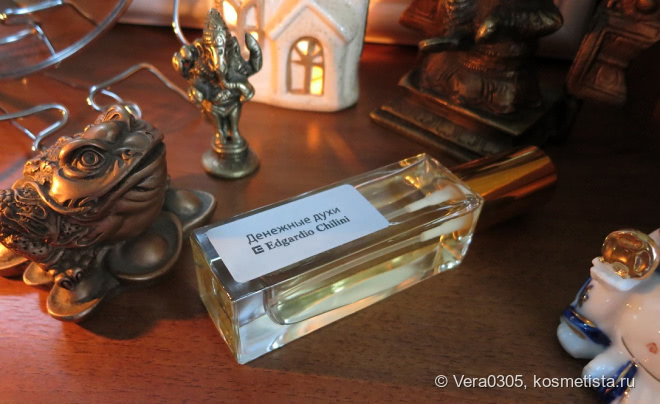 Денежные духи
Edgardio Chilini
© Vera0305, kosmetista.ru